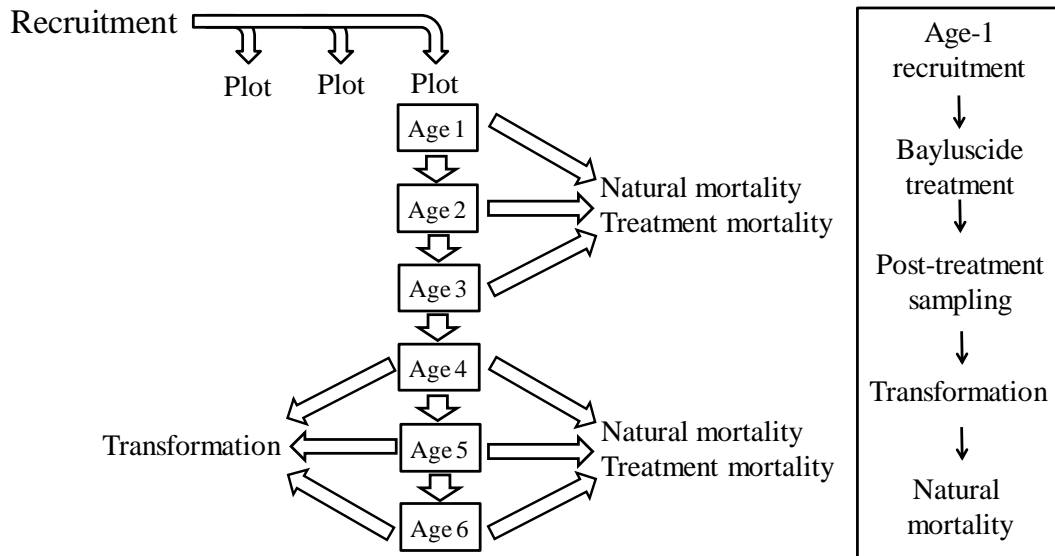 Recruitment
Plot
Plot
Plot
Age 1
Age 2
Age 3
Age 4
Age 5
Age 6
Natural mortality
Treatment mortality
Transformation
Natural mortality
Treatment mortality
Age-1
recruitment
Bayluscide
treatment
Post-treatment
sampling
Transformation
Natural
mortality